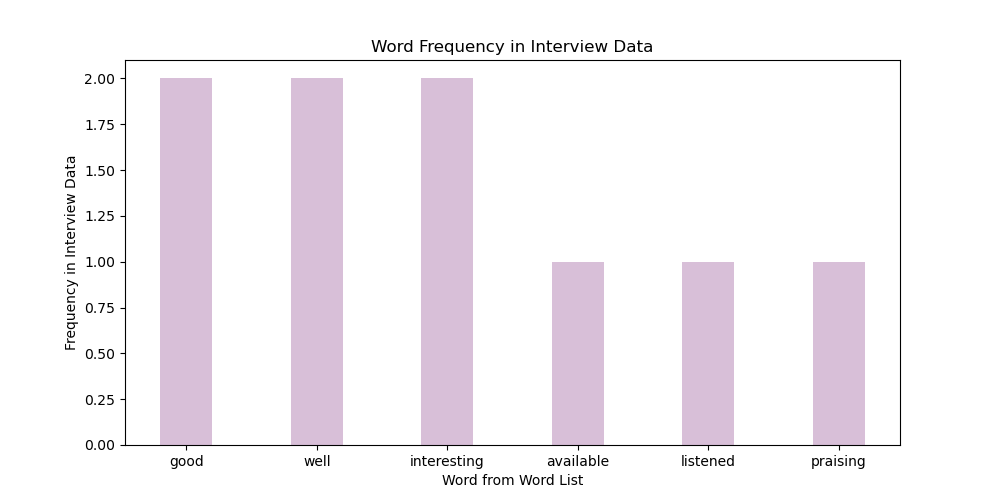 Word Frequency in Interview Data
Frequency in Interview Data
2.00
1.75
1.50
1.25
1.00
0.75
0.50
0.25
0.00
good well interesting available listened praising
Word from Word List